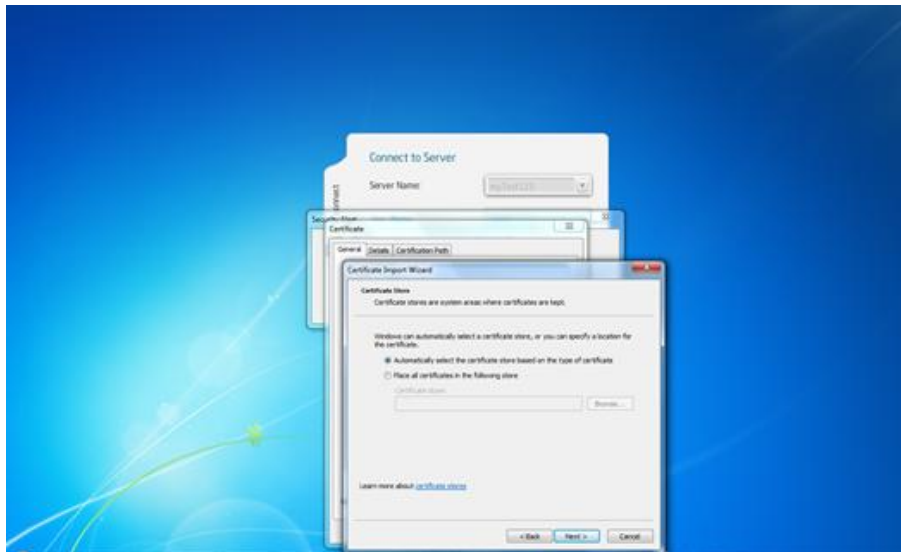 Connect to Server
Server Name:
Certificate
General Details Certification Path
Certificate Import Wizard
Certificate Store
Certificate stores are system areas where certificates are kept.
Windows can automatically select a certificate store, or you can specify a location for
the certificate.
Automatically select the certificate store based on the type of certificate
Place all certificates in the following store
Certificate store:
Browse...
Learn more about certificate stores
< Back Next > Cancel